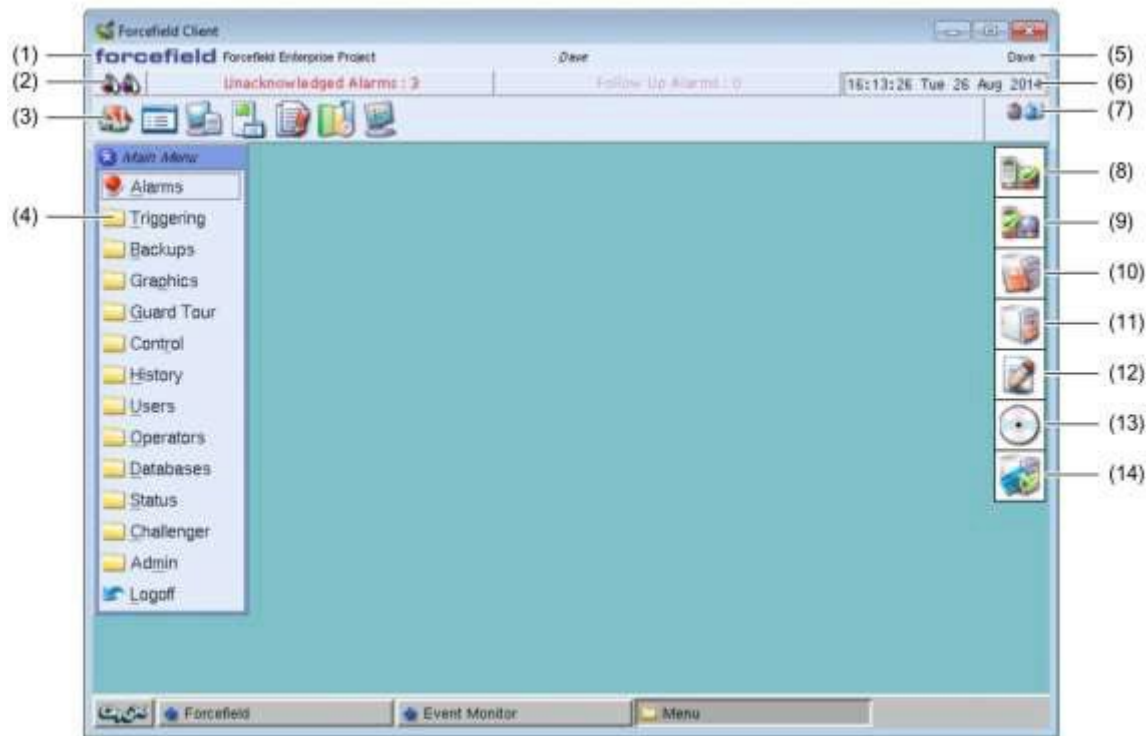 Forcefield Client
(1) forcefield Forcefield Enterprise Project Dave Dave (5)
(2) Unacknowledged Alarms : 3 Follow Up Alarms : 0 16:13:26 Tue 26 Aug 2014 (6)
(3) (7)
Main Menu
Alarms (8)
(4) Triggering (9)
Backups
Graphics (10)
Guard Tour (11)
Control
History (12)
Users
Operators (13)
Databases (14)
Status
Challenger
Admin
Logoff
Forcefield Event Monitor Menu